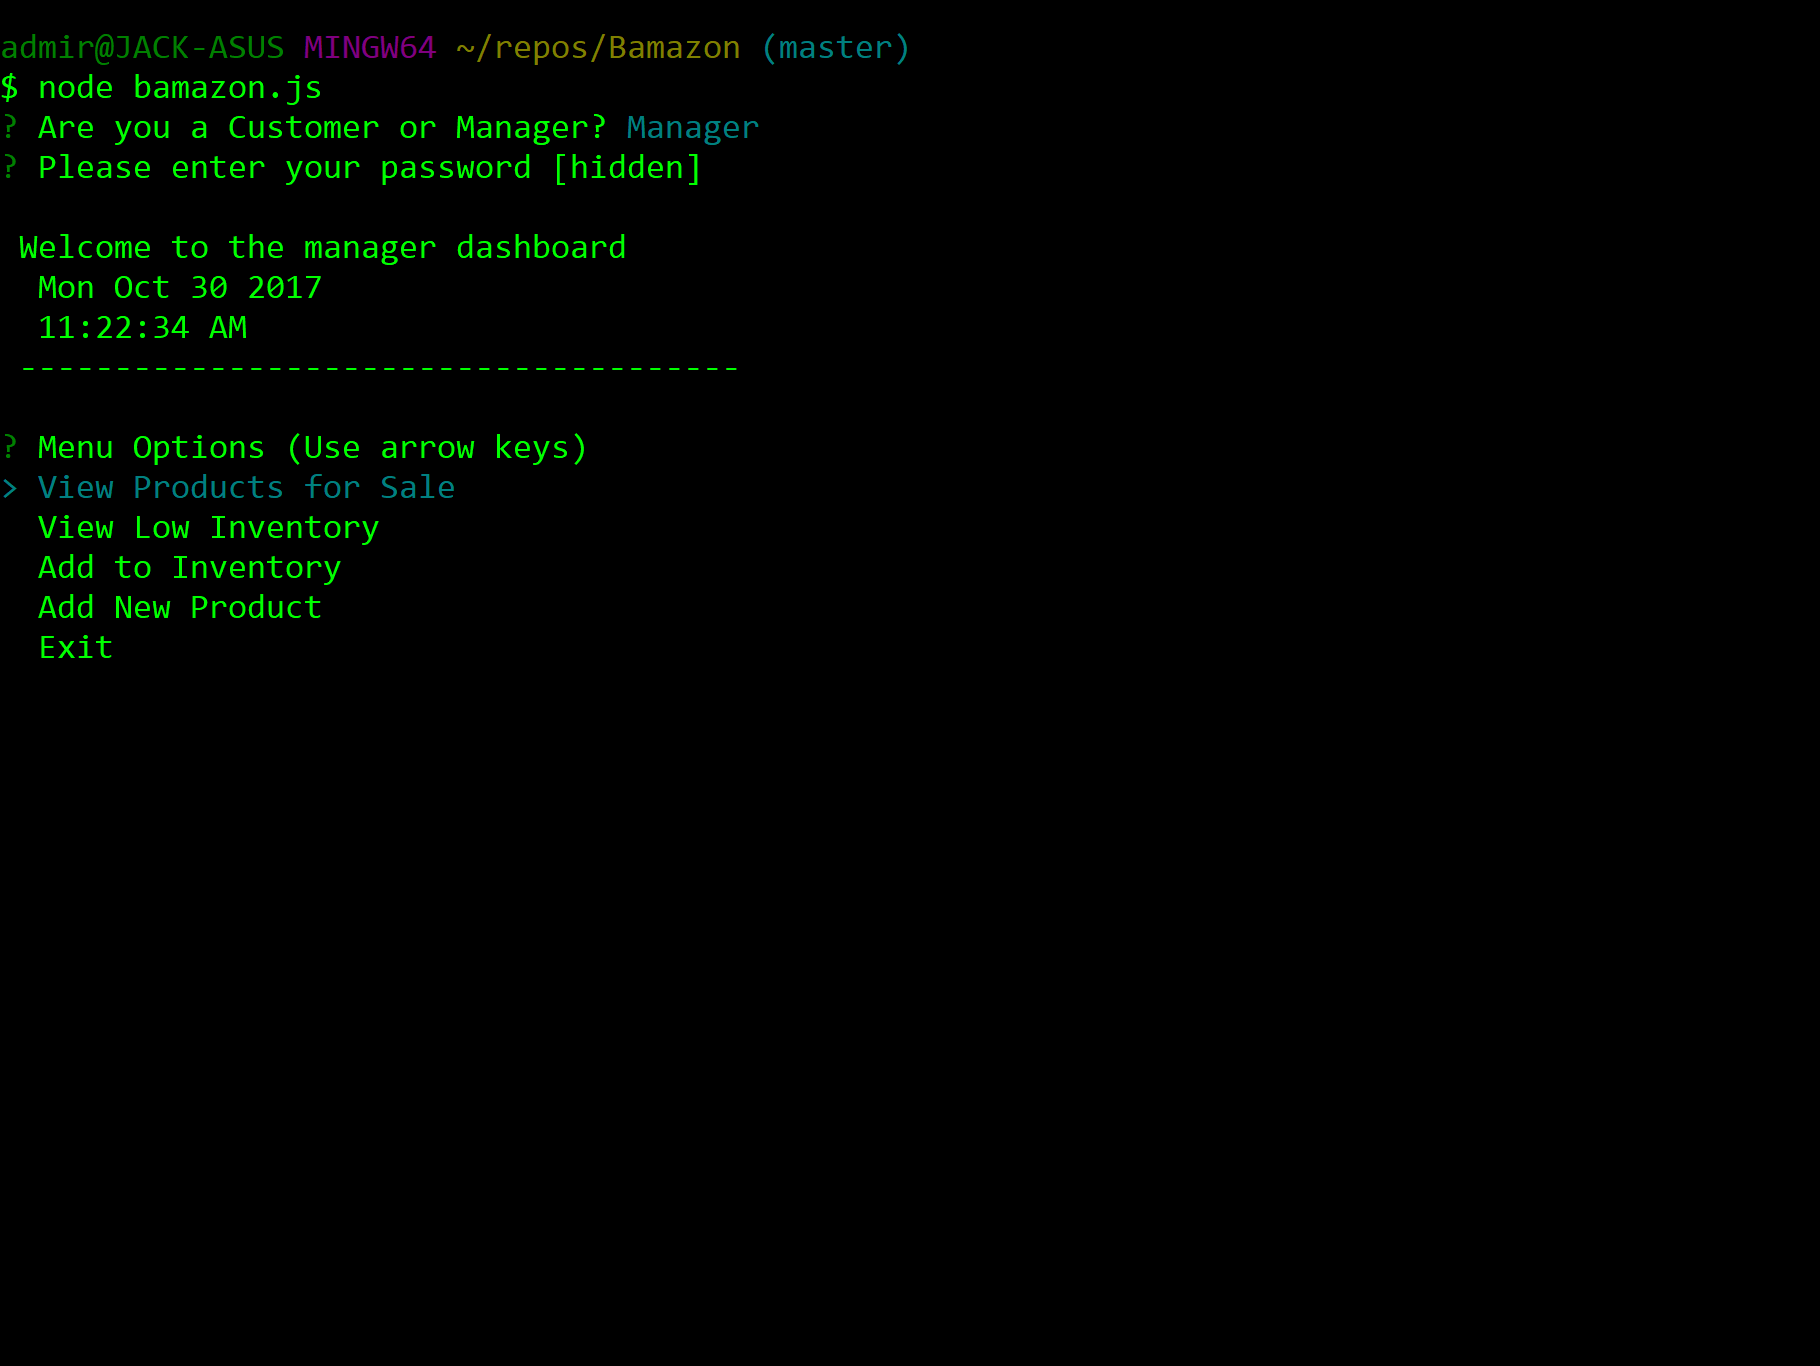 admir@JACK-ASUS MINGW64 ~/repos/Bamazon (master)
$ node bamazon.js
? Are you a Customer or Manager? Manager
? Please enter your password [hidden]
Welcome to the manager dashboard
Mon Oct 30 2017
11:22:34 AM
--------------------------------------
? Menu Options (Use arrow keys)
> View Products for Sale
View Low Inventory
Add to Inventory
Add New Product
Exit